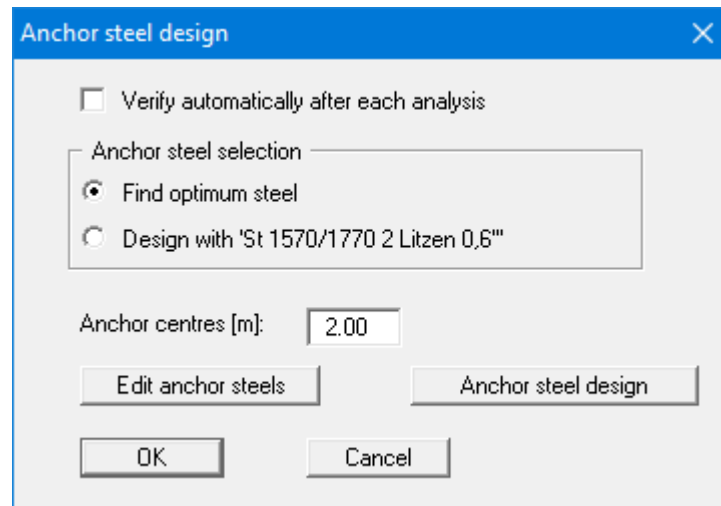 Anchor steel design
Verify automatically after each analysis
Anchor steel selection
Find optimum steel
Design with 'St 1570/1770 2 Litzen 0,6"'
Anchor centres [m]: 2.00
Edit anchor steels Anchor steel design
OK Cancel